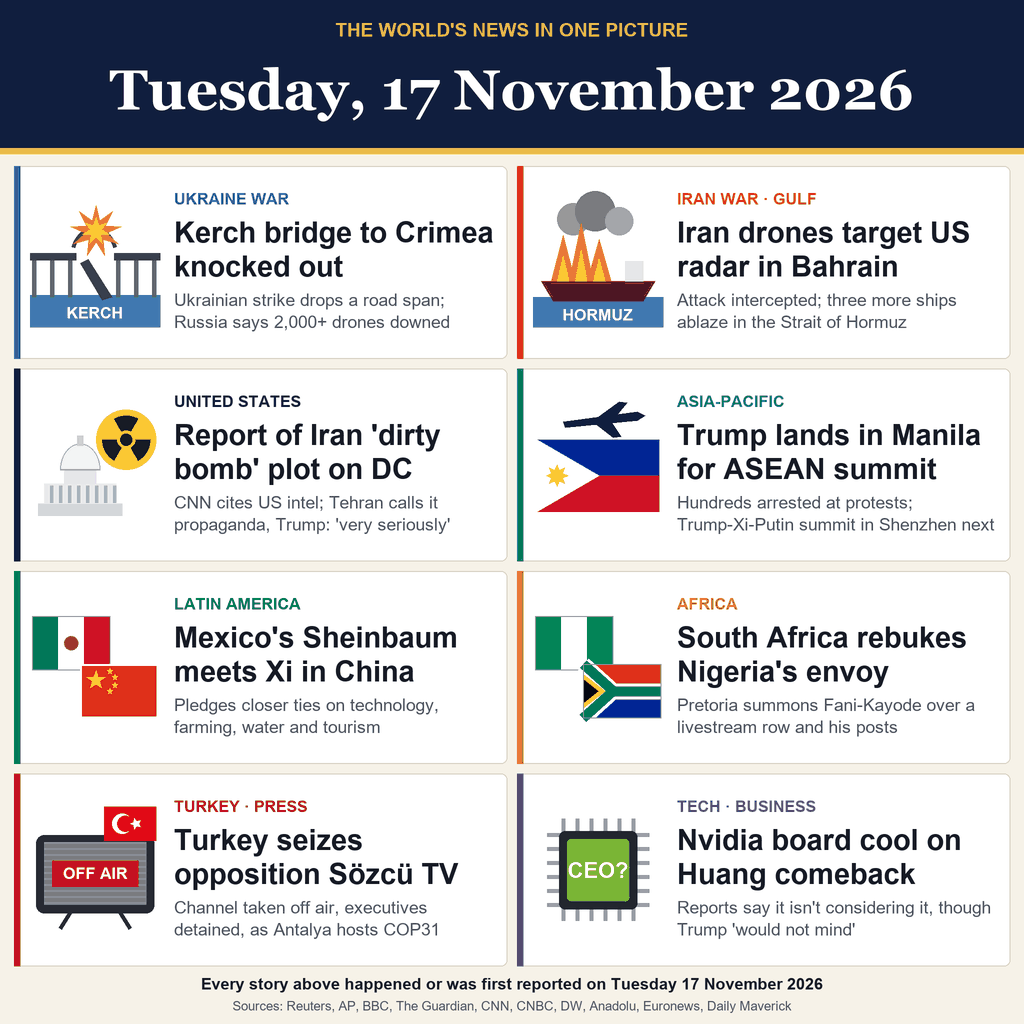 THE WORLD'S NEWS IN ONE PICTURE
Tuesday, 17 November 2026
UKRAINE WAR
Kerch bridge to Crimea
knocked out
Ukrainian strike drops a road span;
Russia says 2,000+ drones downed
KERCH
IRAN WAR · GULF
Iran drones target US
radar in Bahrain
Attack intercepted; three more ships
ablaze in the Strait of Hormuz
HORMUZ
UNITED STATES
Report of Iran 'dirty
bomb' plot on DC
CNN cites US intel; Tehran calls it
propaganda, Trump: 'very seriously'
ASIA-PACIFIC
Trump lands in Manila
for ASEAN summit
Hundreds arrested at protests;
Trump-Xi-Putin summit in Shenzhen next
LATIN AMERICA
Mexico's Sheinbaum
meets Xi in China
Pledges closer ties on technology,
farming, water and tourism
AFRICA
South Africa rebukes
Nigeria's envoy
Pretoria summons Fani-Kayode over a
livestream row and his posts
TURKEY · PRESS
Turkey seizes
opposition Sözcü TV
Channel taken off air, executives
detained, as Antalya hosts COP31
OFF AIR
TECH · BUSINESS
Nvidia board cool on
Huang comeback
Reports say it isn't considering it, though
Trump 'would not mind'
CEO?
Every story above happened or was first reported on Tuesday 17 November 2026
Sources: Reuters, AP, BBC, The Guardian, CNN, CNBC, DW, Anadolu, Euronews, Daily Maverick